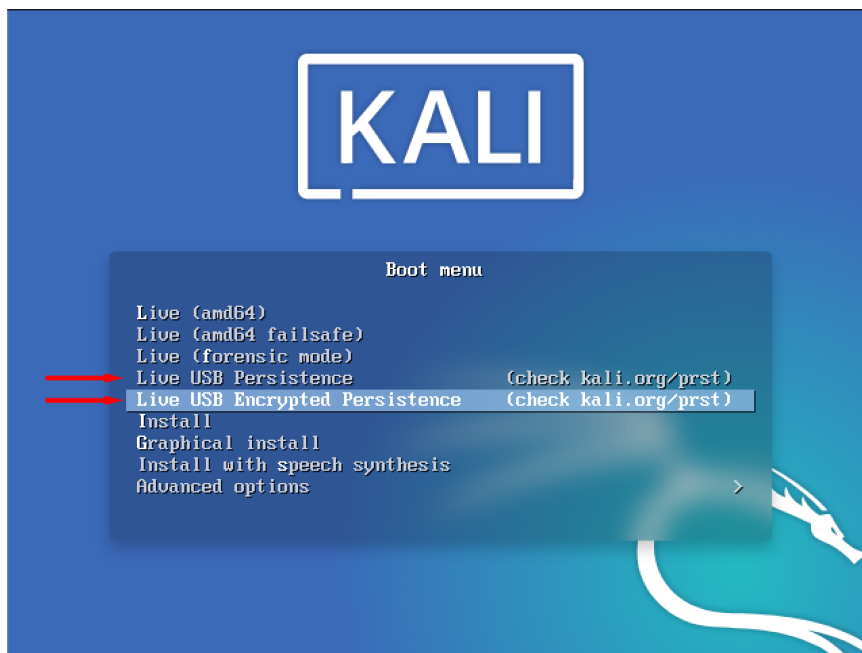 KALI
Boot menu
Live (amd64)
Live (amd64 failsafe)
Live (forensic mode)
Live USB Persistence (check kali.org/prst)
Live USB Encrypted Persistence (check kali.org/prst)
Install
Graphical install
Install with speech synthesis
Advanced options >